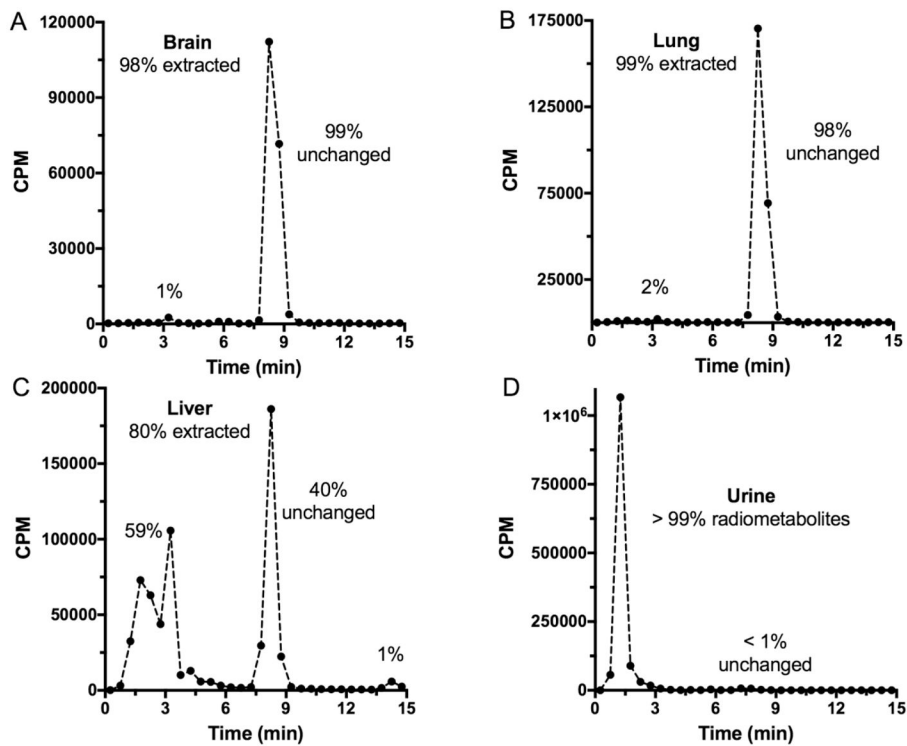 A
Brain
98% extracted
99%
unchanged
1%
CPM
120000
90000
60000
30000
0
0 3 6 9 12 15
Time (min)
B
Lung
99% extracted
98%
unchanged
2%
CPM
175000
125000
75000
25000
0 3 6 9 12 15
Time (min)
C
Liver
80% extracted
40%
unchanged
59%
1%
CPM
200000
150000
100000
50000
0
0 3 6 9 12 15
Time (min)
D
Urine
> 99% radiometabolites
< 1%
unchanged
CPM
1×10⁶
750000
500000
250000
0
0 3 6 9 12 15
Time (min)